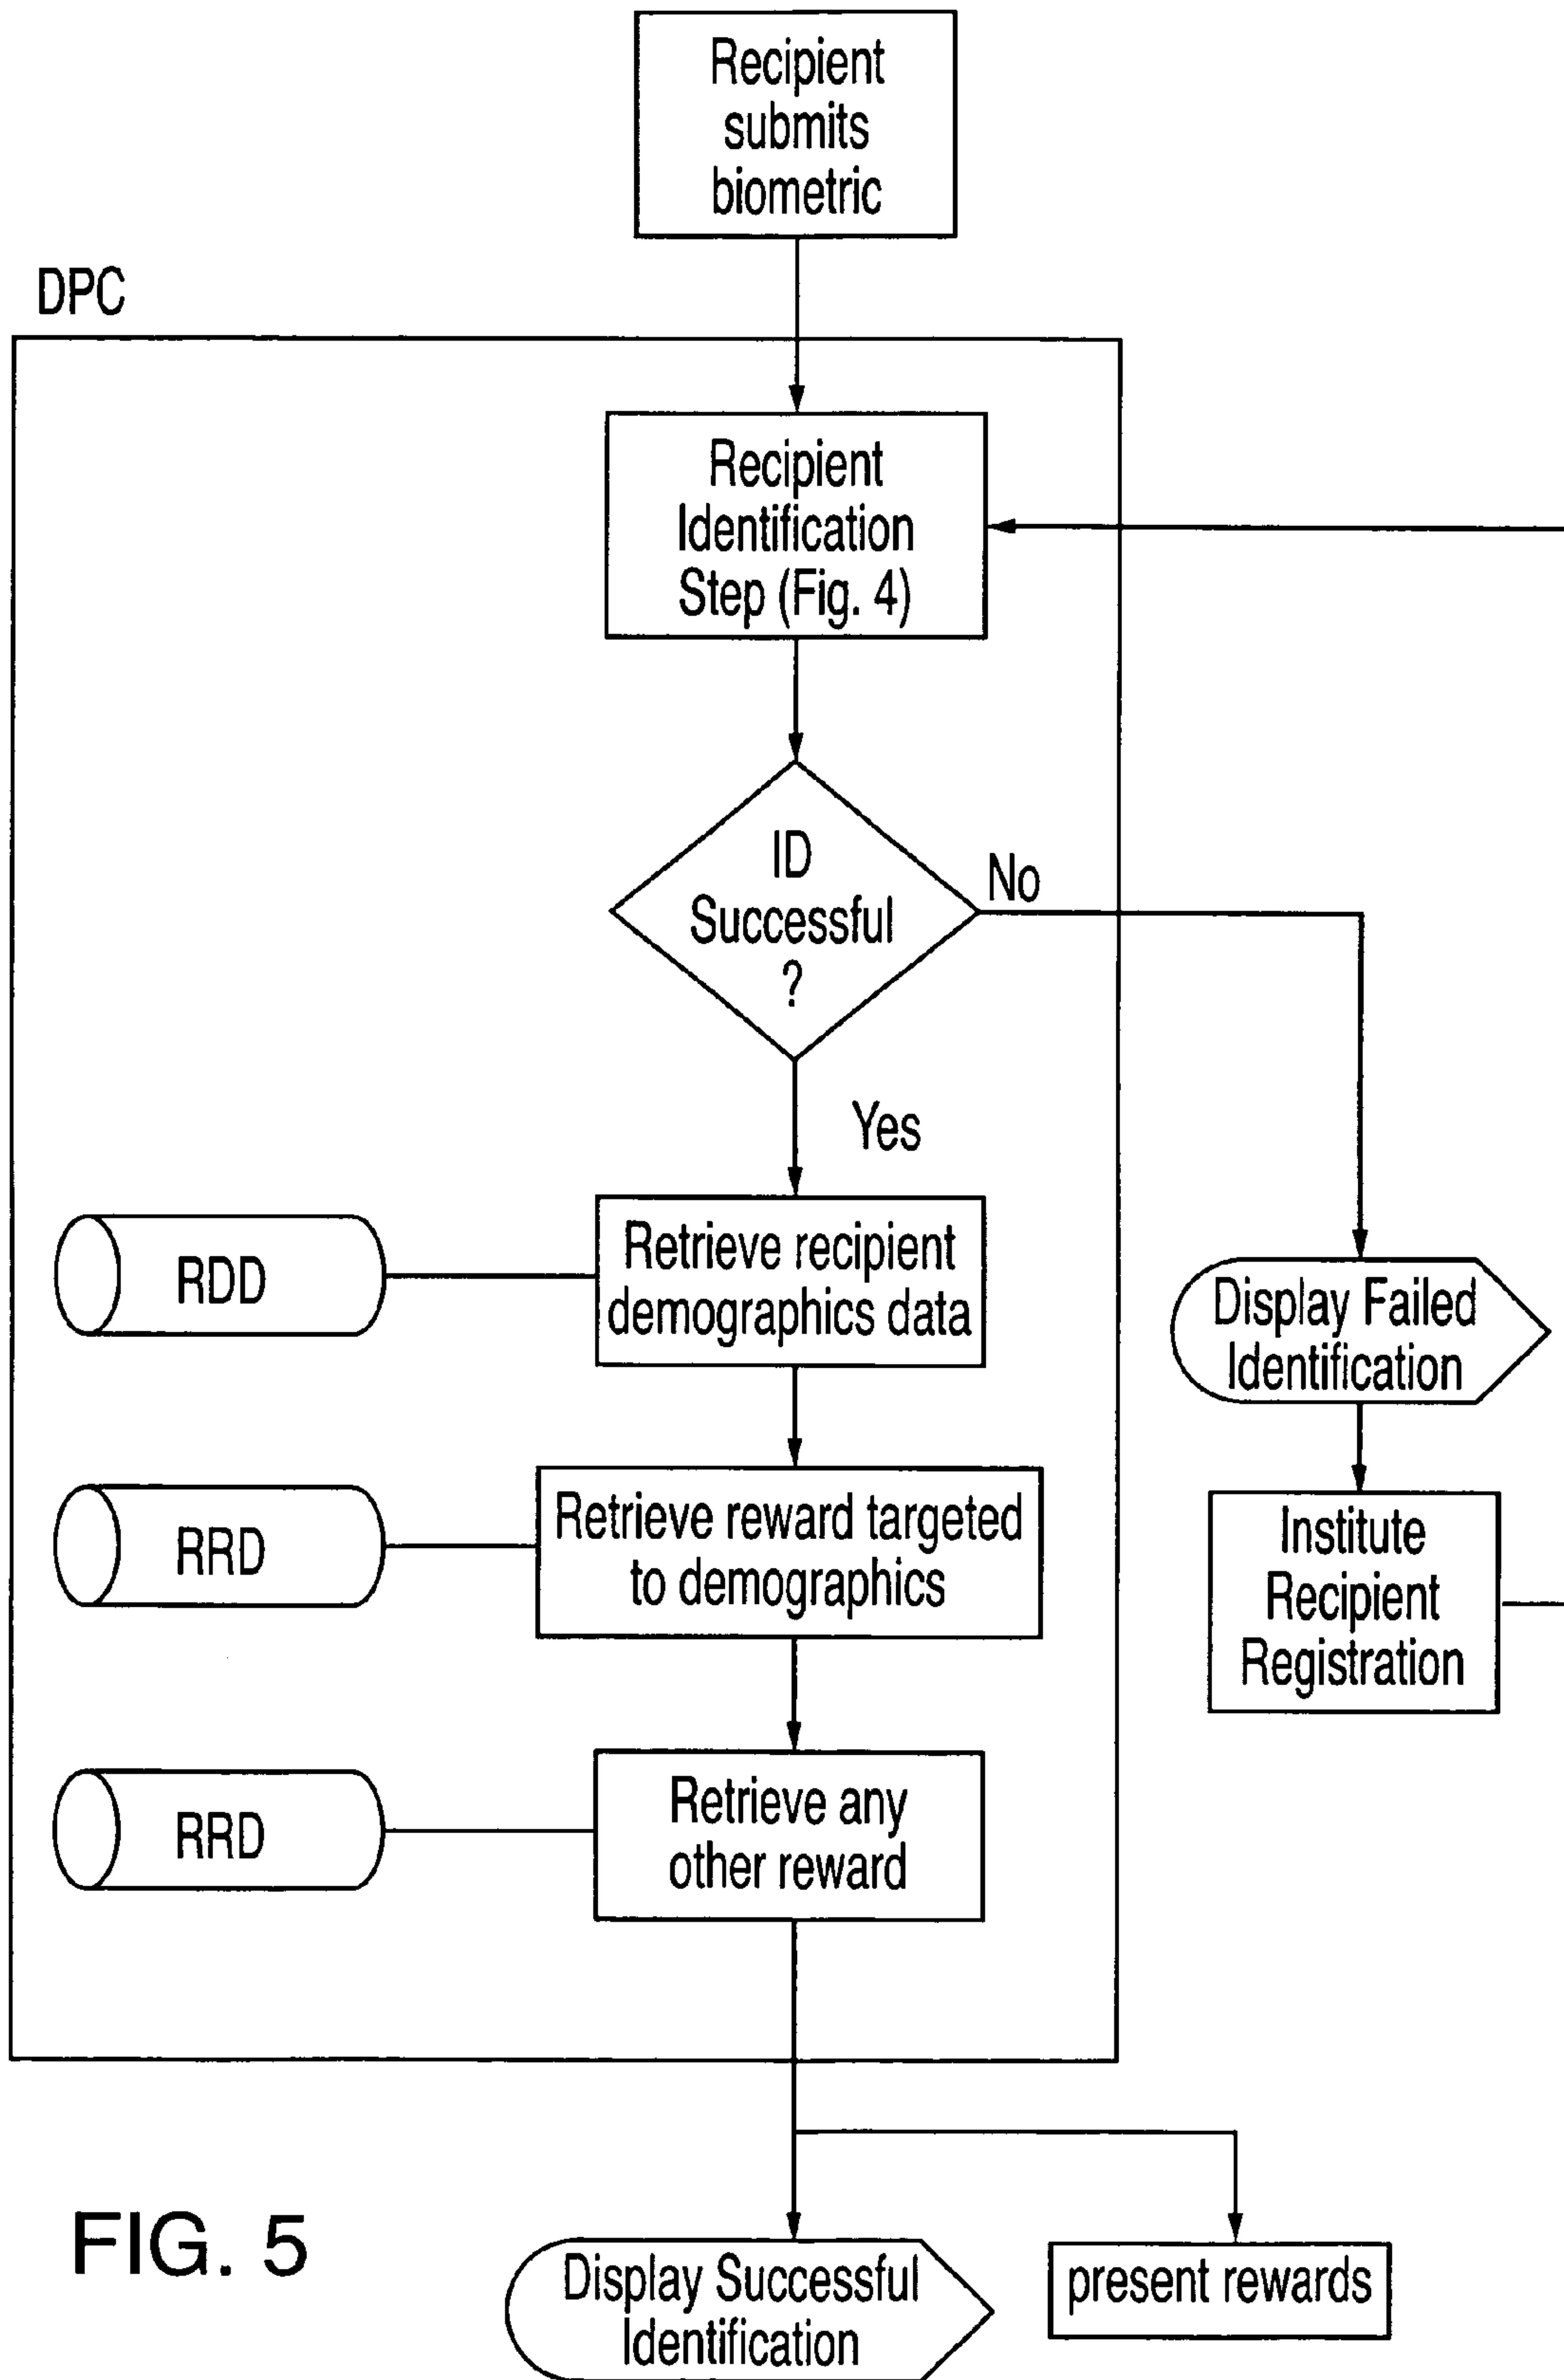 Recipient
submits
biometric
DPC
Recipient
Identification
Step (Fig. 4)
ID
Successful
?
No
Yes
RDD
Retrieve recipient
demographics data
Display Failed
Identification
RRD
Retrieve reward targeted
to demographics
Institute
Recipient
Registration
RRD
Retrieve any
other reward
FIG. 5
Display Successful
Identification
present rewards